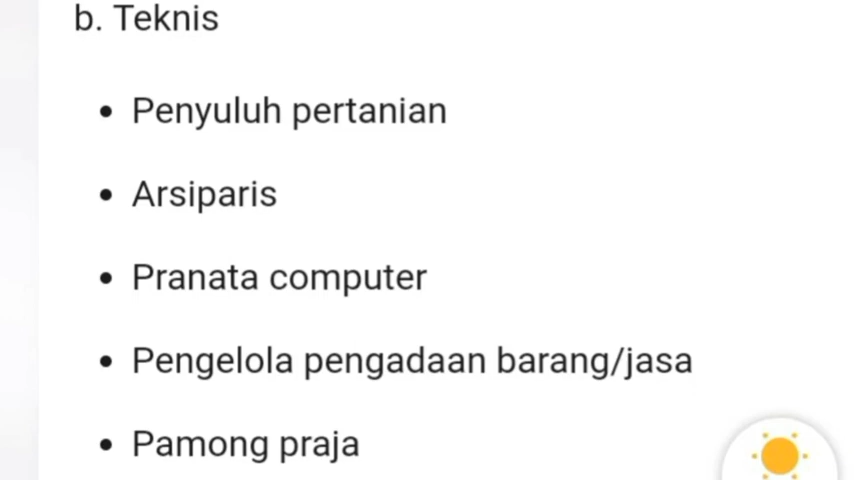 b. Teknis
• Penyuluh pertanian
• Arsiparis
• Pranata computer
• Pengelola pengadaan barang/jasa
• Pamong praja